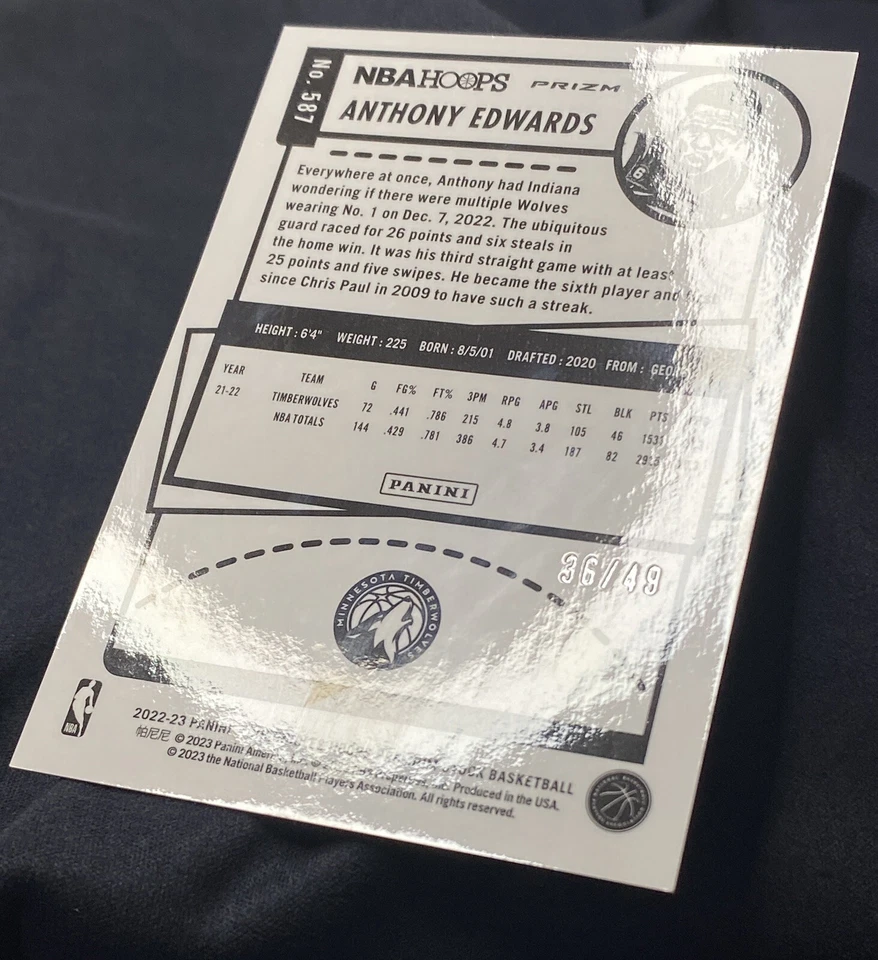 No. 587
NBA HOOPS PRIZM
ANTHONY EDWARDS
6
Everywhere at once, Anthony had Indiana
wondering if there were multiple Wolves
wearing No. 1 on Dec. 7, 2022. The ubiquitous
guard raced for 26 points and six steals in
the home win. It was his third straight game with at least
25 points and five swipes. He became the sixth player and
since Chris Paul in 2009 to have such a streak.
HEIGHT : 6'4" WEIGHT : 225 BORN : 8/5/01 DRAFTED : 2020 FROM :
YEAR TEAM G FG% FT% 3PM RPG APG STL BLK PTS
21-22 TIMBERWOLVES 72 .441 .786 215 4.8 3.8 105 46 1531
NBA TOTALS 144 .429 .781 386 4.7 3.4 187 82
PANINI
36/49
MINNESOTA TIMBERWOLVES
NBA
2022-23 PANINI STOCK BASKETBALL
帕尼尼 © 2023 Panini Inc. Produced in the USA.
© 2023 the National Basketball Players Association. All rights reserved.